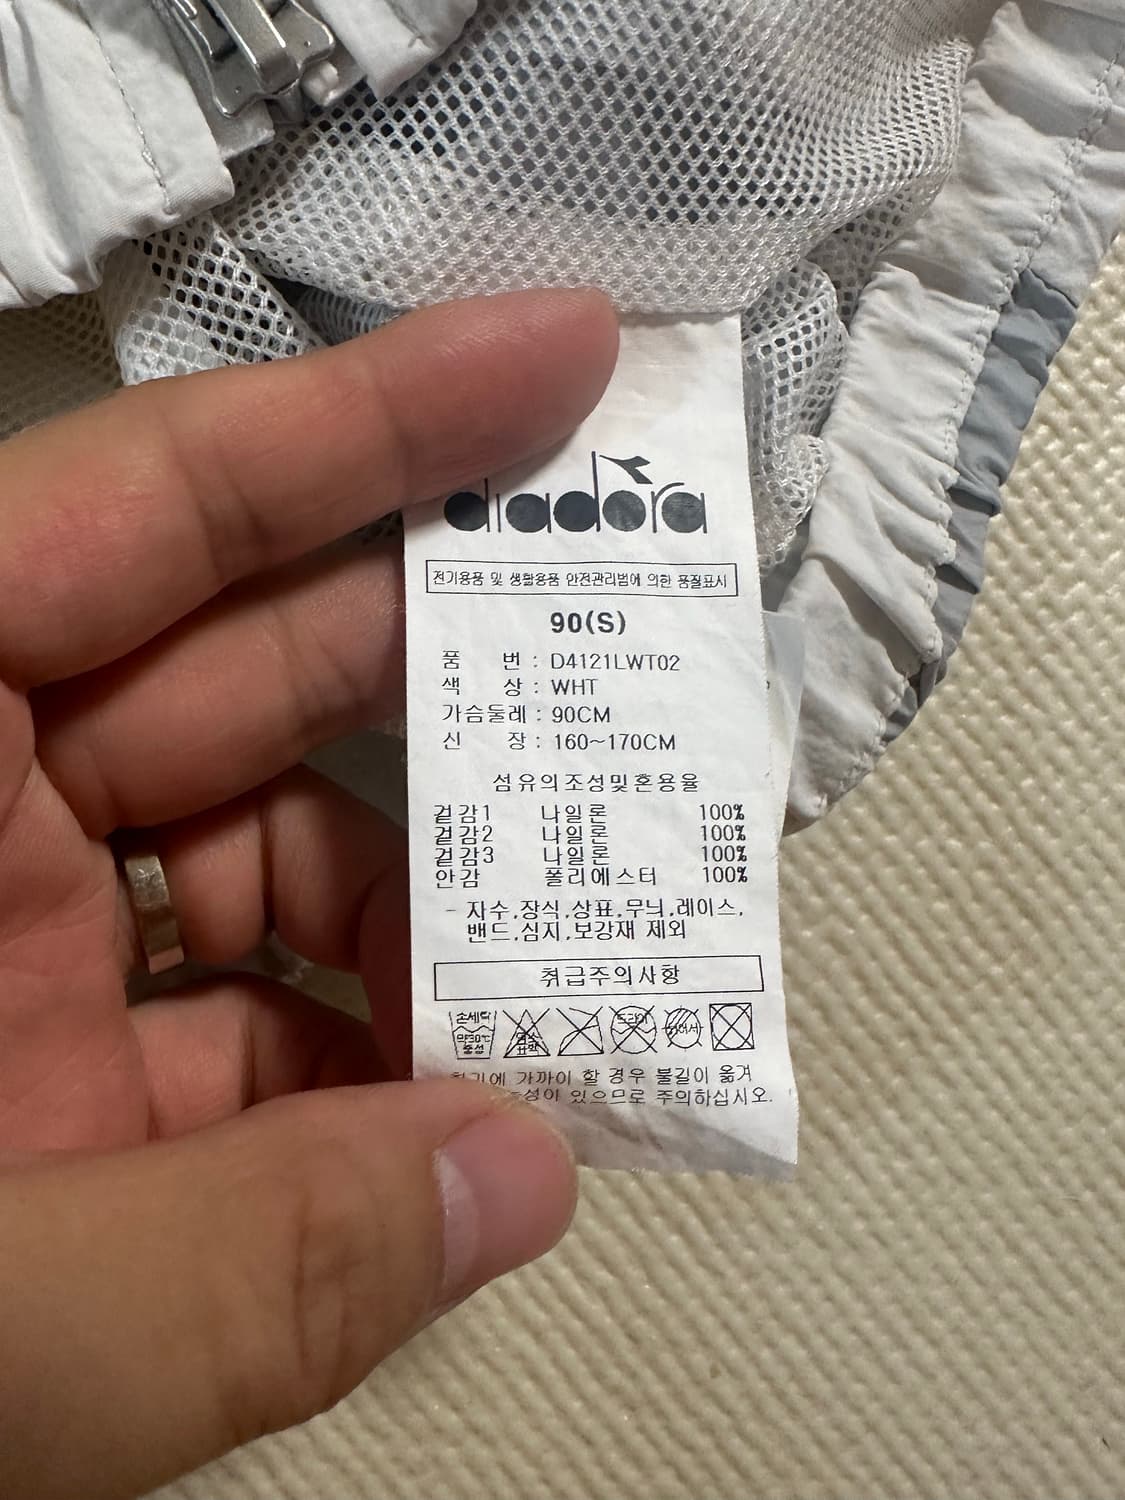 diadora
전기용품 및 생활용품 안전관리법에 의한 품질표시
90(S)
품 번 : D4121LWT02
색 상 : WHT
가슴둘레 : 90CM
신 장 : 160~170CM
섬유의조성및혼용율
겉감1 나일론 100%
겉감2 나일론 100%
겉감3 나일론 100%
안감 폴리에스터 100%
- 자수,장식,상표,무늬,레이스,
밴드,심지,보강재 제외
취급주의사항
손세탁
약30℃
중성
염소
표백
드라이
가까이 할 경우 불길이 옮겨
있으므로 주의하십시오.